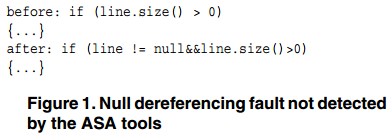 before: if (line.size() > 0)
{...}
after: if (line != null&&line.size()>0)
{...}
Figure 1. Null dereferencing fault not detected
by the ASA tools